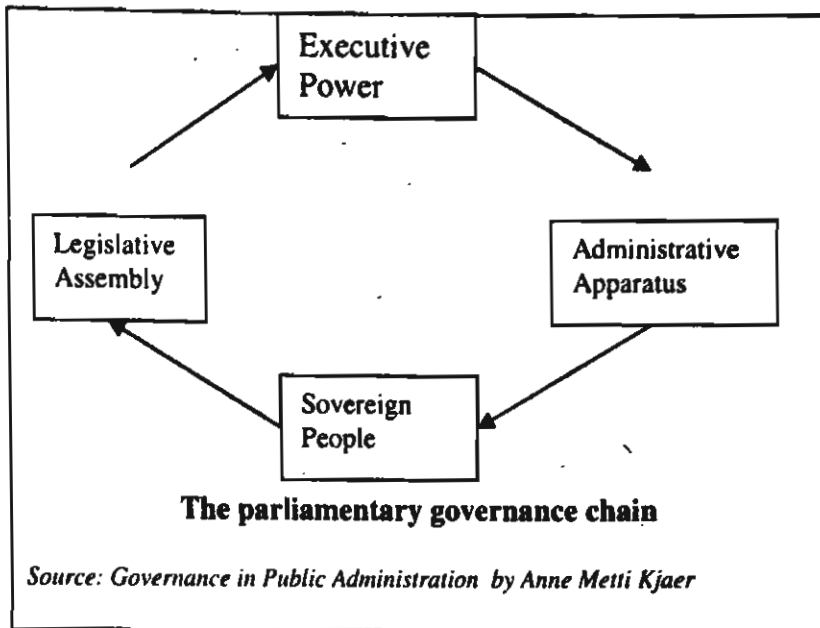 Executive
Power
Legislative
Assembly
Administrative
Apparatus
Sovereign
People
The parliamentary governance chain
Source: Governance in Public Administration by Anne Metti Kjaer